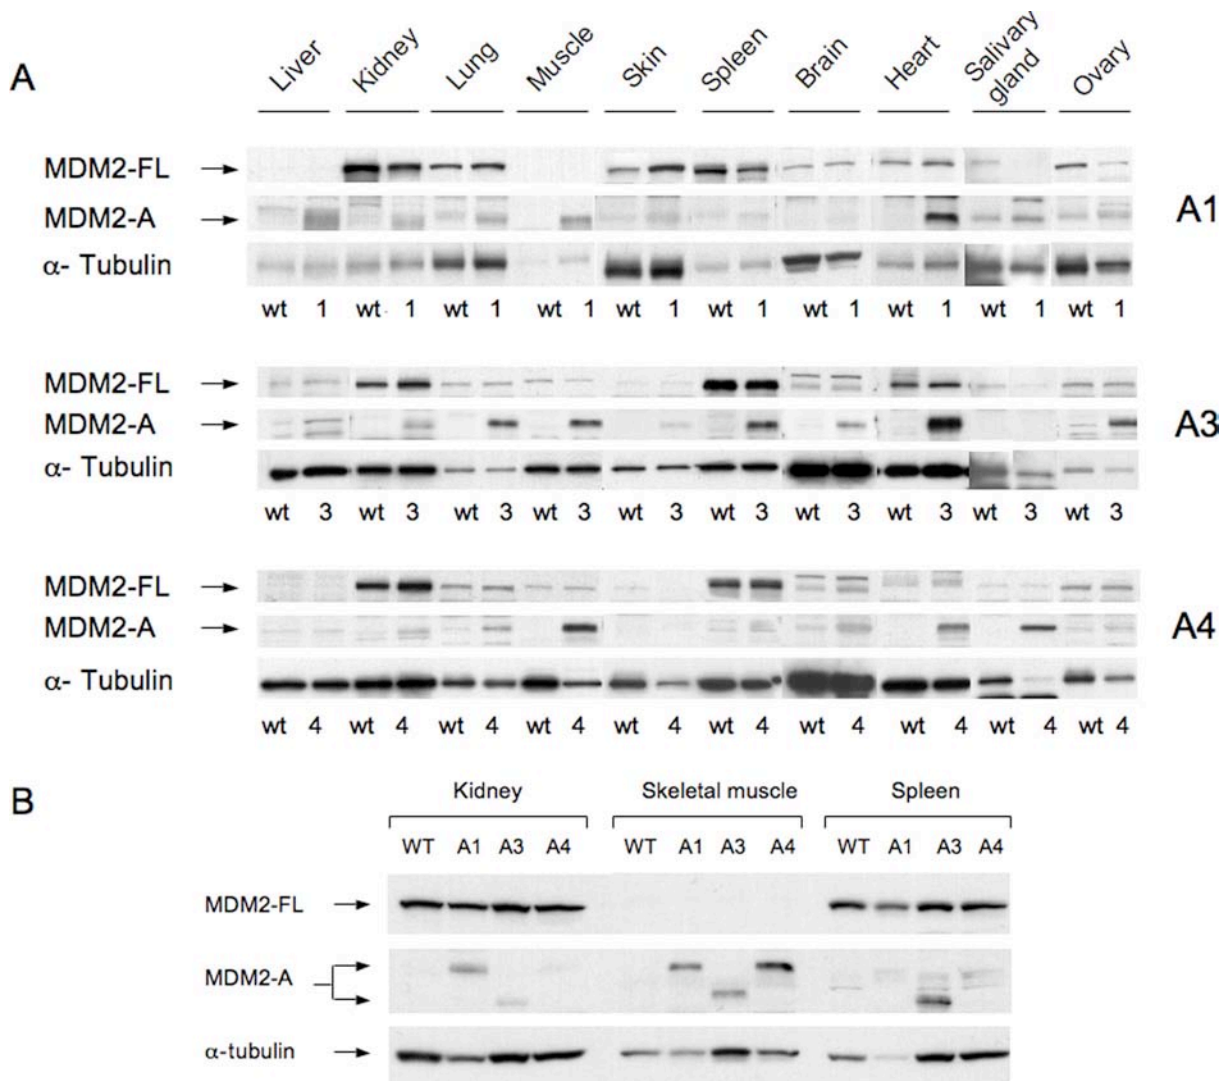 A
Liver Kidney Lung Muscle Skin Spleen Brain Heart Salivary gland Ovary
MDM2-FL
MDM2-A
α- Tubulin
A1
wt 1 wt 1 wt 1 wt 1 wt 1 wt 1 wt 1 wt 1 wt 1 wt 1
MDM2-FL
MDM2-A
α- Tubulin
A3
wt 3 wt 3 wt 3 wt 3 wt 3 wt 3 wt 3 wt 3 wt 3 wt 3
MDM2-FL
MDM2-A
α- Tubulin
A4
wt 4 wt 4 wt 4 wt 4 wt 4 wt 4 wt 4 wt 4 wt 4 wt 4
B
Kidney Skeletal muscle Spleen
WT A1 A3 A4 WT A1 A3 A4 WT A1 A3 A4
MDM2-FL
MDM2-A
α-tubulin